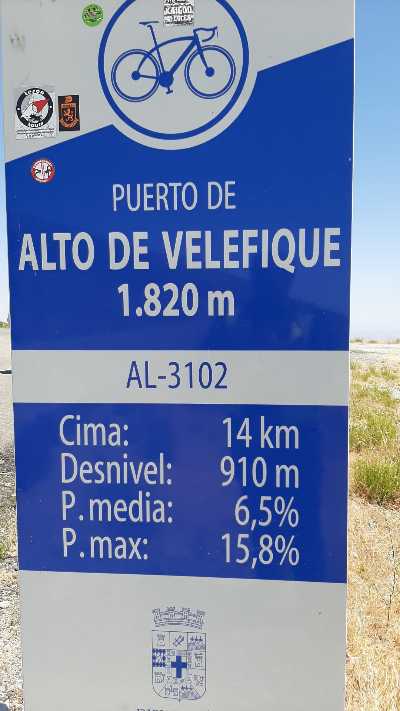 PUERTO DE
ALTO DE VELEFIQUE
1.820 m
AL-3102
Cima: 14 km
Desnivel: 910 m
P.media: 6,5%
P.max: 15,8%